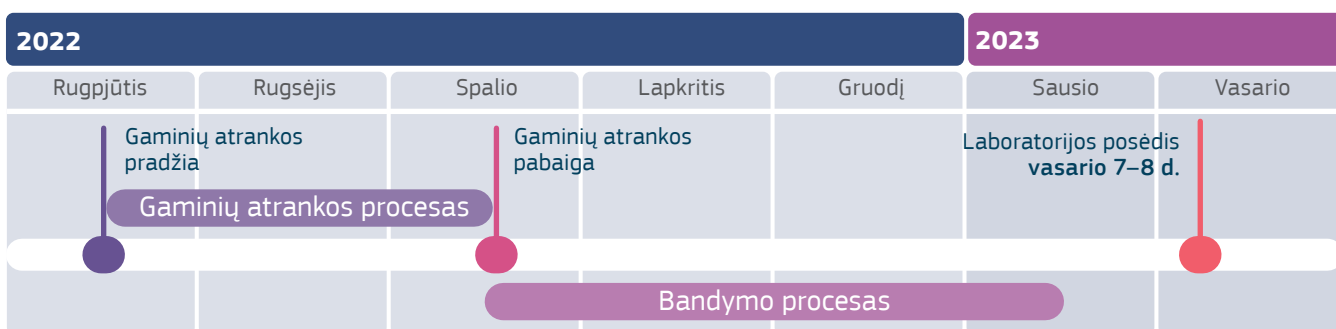 2022
2023
Rugpjūtis
Rugsėjis
Spalio
Lapkritis
Gruodį
Sausio
Vasario
Gaminių atrankos
pradžia
Gaminių atrankos
pabaiga
Laboratorijos posėdis
vasario 7–8 d.
Gaminių atrankos procesas
Bandymo procesas